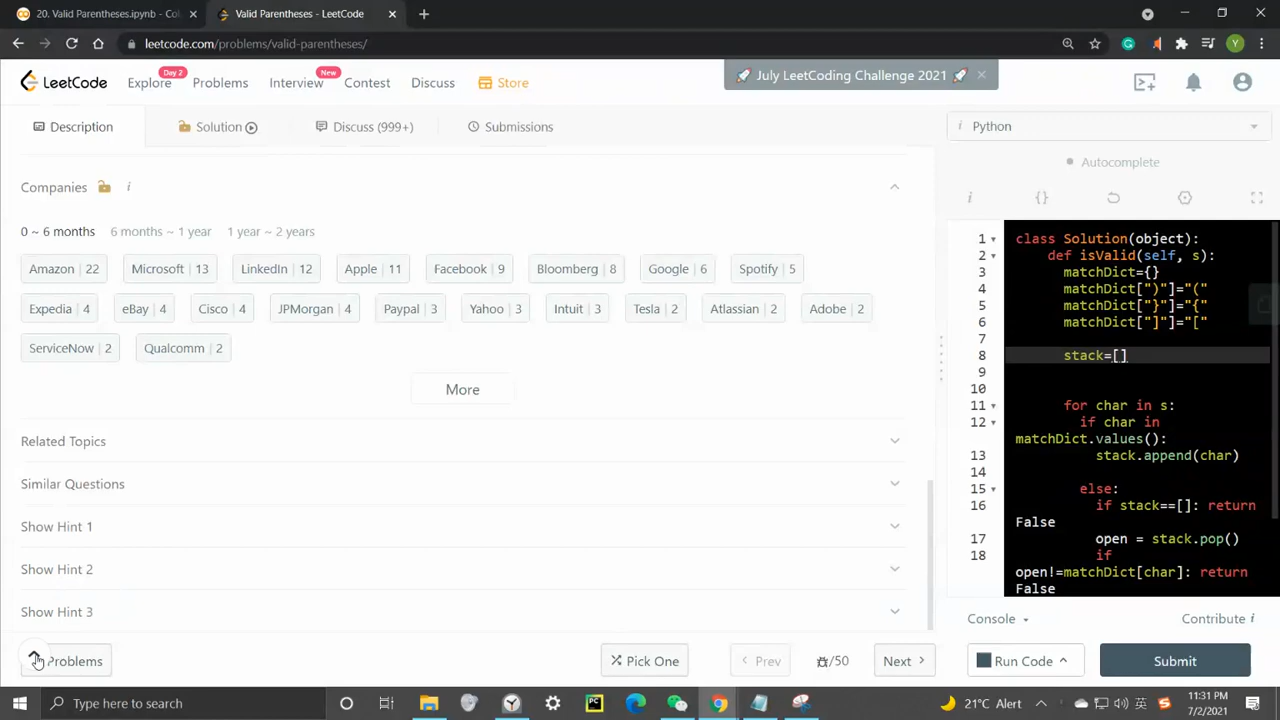 20. Valid Parentheses.ipynb - Col
Valid Parentheses - LeetCode
leetcode.com/problems/valid-parentheses/
Y
LeetCode
Explore
Day 2
Problems
Interview
New
Contest
Discuss
Store
🚀 July LeetCoding Challenge 2021 🚀
Description
Solution
Discuss (999+)
Submissions
i Python
Autocomplete
Companies i
0 ~ 6 months 6 months ~ 1 year 1 year ~ 2 years
Amazon | 22 Microsoft | 13 LinkedIn | 12 Apple | 11 Facebook | 9 Bloomberg | 8 Google | 6 Spotify | 5
Expedia | 4 eBay | 4 Cisco | 4 JPMorgan | 4 Paypal | 3 Yahoo | 3 Intuit | 3 Tesla | 2 Atlassian | 2 Adobe | 2
ServiceNow | 2 Qualcomm | 2
More
Related Topics
Similar Questions
Show Hint 1
Show Hint 2
Show Hint 3
i {}
1 class Solution(object):
2 def isValid(self, s):
3 matchDict={}
4 matchDict[")"]="("
5 matchDict["}"]="{"
6 matchDict["]"]="["
7
8 stack=[]
9
10
11 for char in s:
12 if char in
matchDict.values():
13 stack.append(char)
14
15 else:
16 if stack==[]: return
False
17 open = stack.pop()
18 if
open!=matchDict[char]: return
False
Console
Contribute i
Problems
Pick One
Prev
/50
Next
Run Code
Submit
Type here to search
21°C Alert
英
11:31 PM
7/2/2021